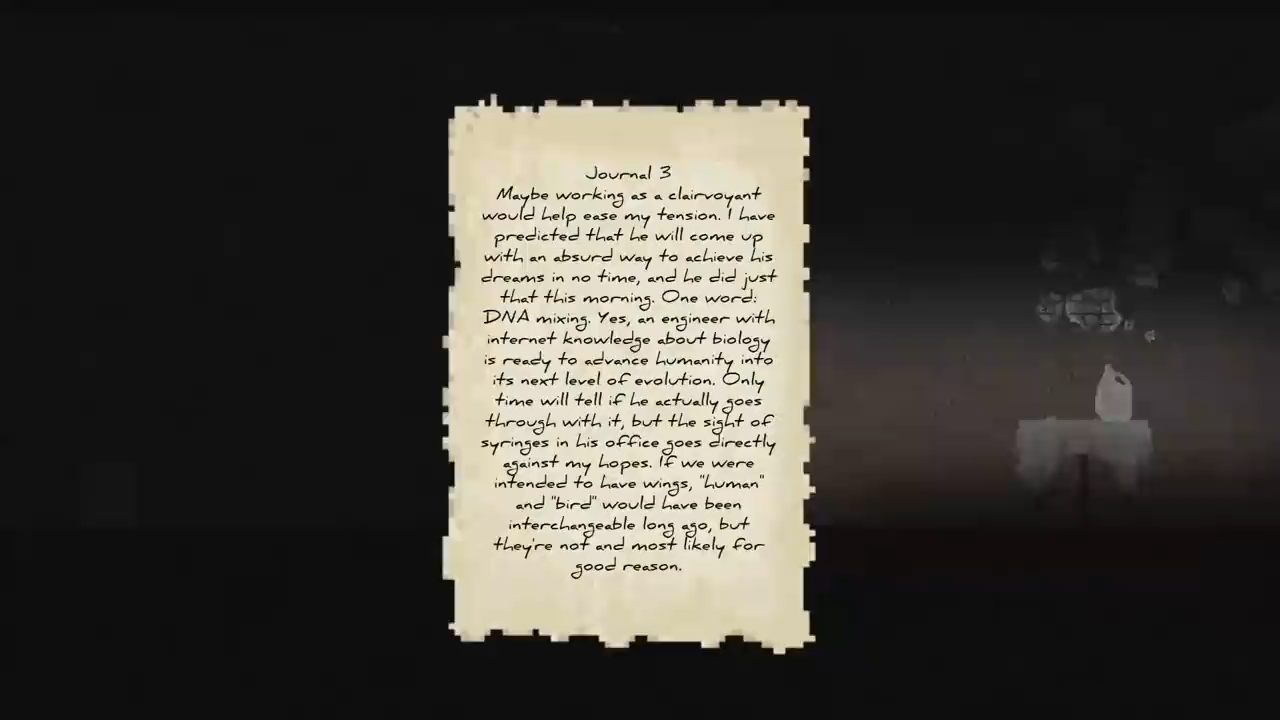 Journal 3
Maybe working as a clairvoyant
would help ease my tension. I have
predicted that he will come up
with an absurd way to achieve his
dreams in no time, and he did just
that this morning. One word:
DNA mixing. Yes, an engineer with
internet knowledge about biology
is ready to advance humanity into
its next level of evolution. Only
time will tell if he actually goes
through with it, but the sight of
syringes in his office goes directly
against my hopes. If we were
intended to have wings, "human"
and "bird" would have been
interchangeable long ago, but
they're not and most likely for
good reason.